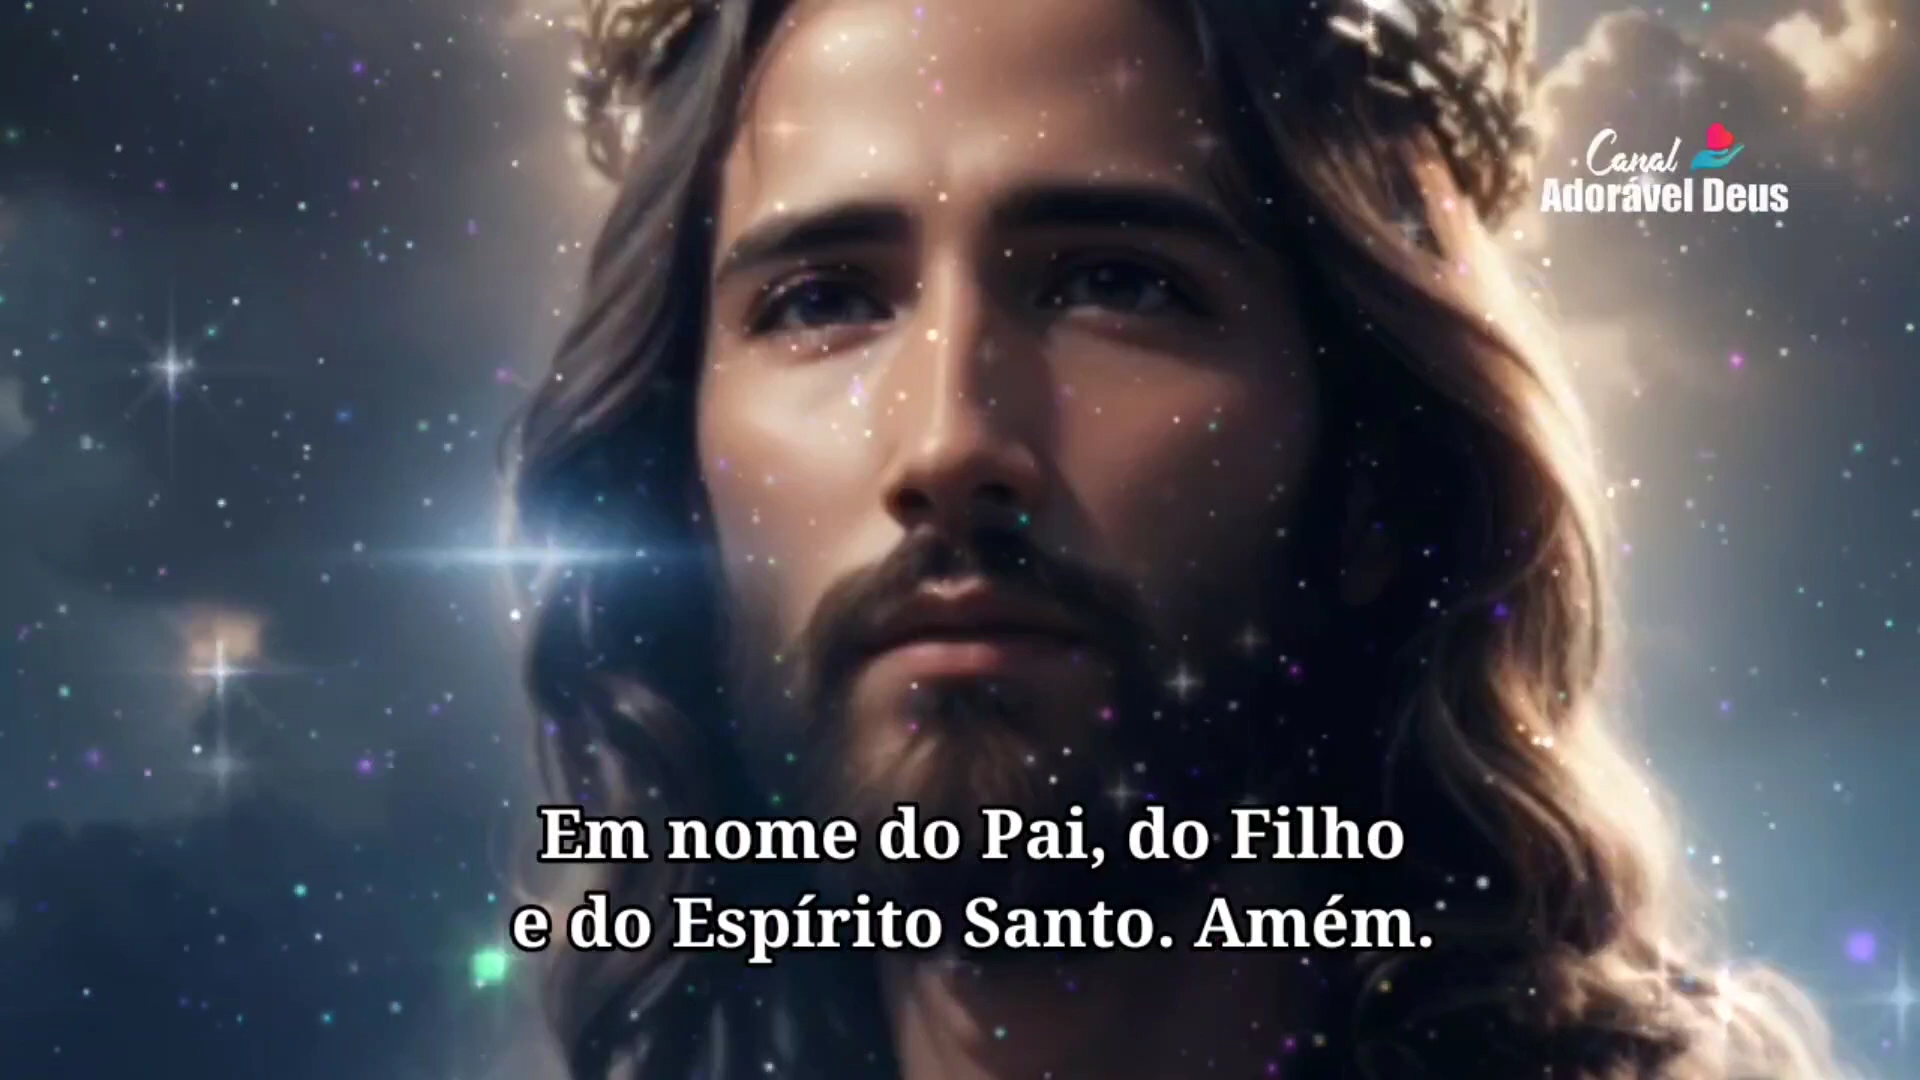 Canal
Adorável Deus
Em nome do Pai, do Filho
e do Espírito Santo. Amém.